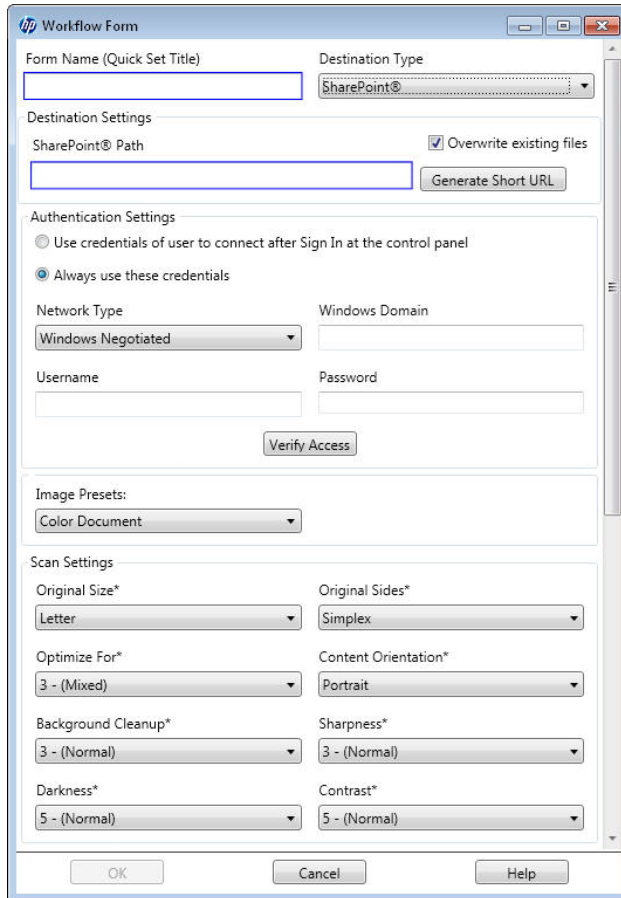 hp Workflow Form
Form Name (Quick Set Title) Destination Type
SharePoint®
Destination Settings
SharePoint® Path Overwrite existing files
Generate Short URL
Authentication Settings
Use credentials of user to connect after Sign In at the control panel
Always use these credentials
Network Type Windows Domain
Windows Negotiated
Username Password
Verify Access
Image Presets:
Color Document
Scan Settings
Original Size* Original Sides*
Letter Simplex
Optimize For* Content Orientation*
3 - (Mixed) Portrait
Background Cleanup* Sharpness*
3 - (Normal) 3 - (Normal)
Darkness* Contrast*
5 - (Normal) 5 - (Normal)
OK Cancel Help